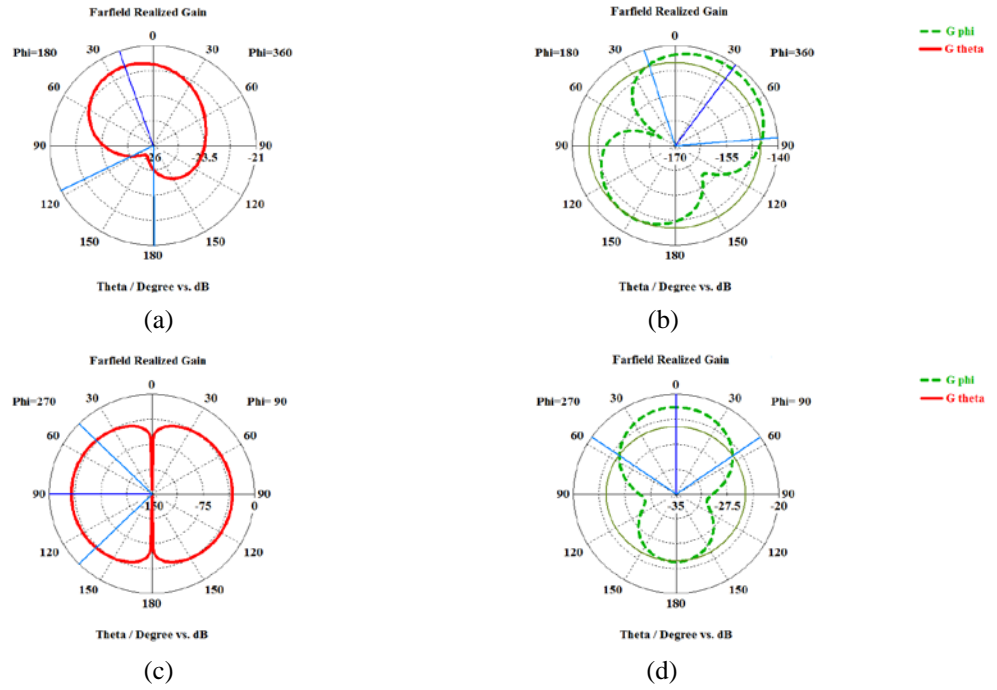 Farfield Realized Gain
0
30 30
Phi=180 Phi=360
60 60
90 90
-26 -23.5 -21
120 120
150 150
180
Theta / Degree vs. dB
(a)
Farfield Realized Gain
0
30 30
Phi=180 Phi=360
60 60
90 90
-170 -155 -140
120 120
150 150
180
Theta / Degree vs. dB
(b)
G phi
G theta
Farfield Realized Gain
0
30 30
Phi=270 Phi= 90
60
90 90
-150 -75 0
120 120
150 150
180
Theta / Degree vs. dB
(c)
Farfield Realized Gain
0
30 30
Phi=270 Phi= 90
60 60
90 90
-35 -27.5 -20
120 120
150 150
180
Theta / Degree vs. dB
(d)
G phi
G theta